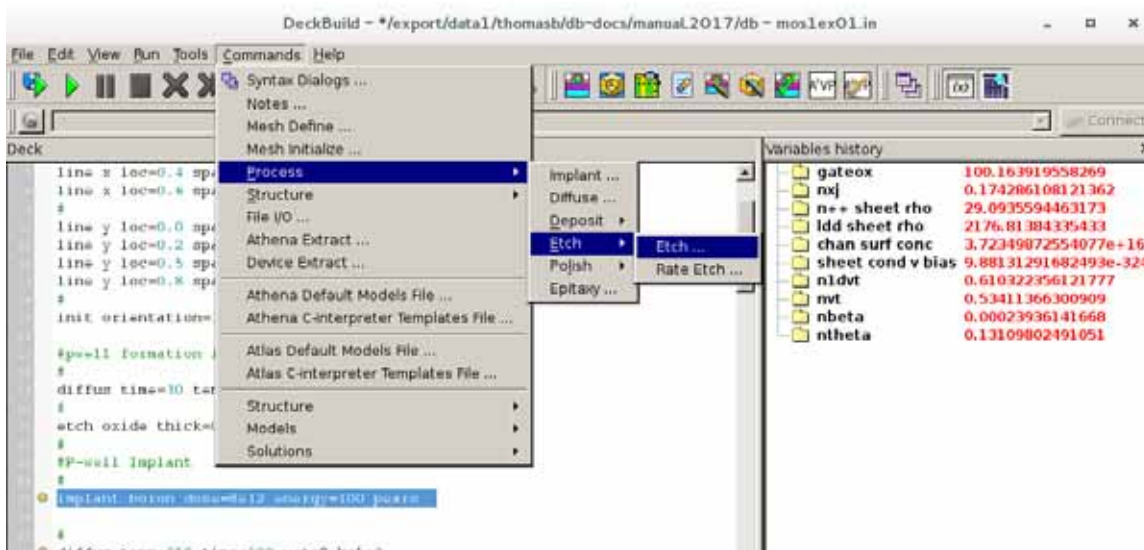 DeckBuild - */export/data1/thomasb/db-docs/manual.2017/db - mos1ex01.in
File Edit View Run Tools Commands Help
Connect
Deck
Variables history
line x loc=0.4 spa
line x loc=0.6 spa
#
line y loc=0.0 spa
line y loc=0.2 spa
line y loc=0.5 spa
line y loc=0.8 spa
#
init orientation=
#pwell formation
#
diffus time=30 tem
#
etch oxide thick=
#
#P-well Implant
#
implant boron dose=8e12 energy=100 pears
#
Syntax Dialogs ...
Notes ...
Mesh Define ...
Mesh Initialize ...
Process
Structure
File I/O ...
Athena Extract ...
Device Extract ...
Athena Default Models File ...
Athena C-interpreter Templates File ...
Atlas Default Models File ...
Atlas C-interpreter Templates File ...
Structure
Models
Solutions
Implant ...
Diffuse ...
Deposit
Etch
Polish
Epitaxy ...
Etch ...
Rate Etch ...
gateox 100.163919558269
nxj 0.174286108121362
n++ sheet rho 29.0935594463173
ldd sheet rho 2176.81384335433
chan surf conc 3.72349872554077e+16
sheet cond v bias 9.88131291682493e-324
n1dvt 0.610322356121777
nvt 0.53411366300909
nbeta 0.00023936141668
ntheta 0.13109802491051